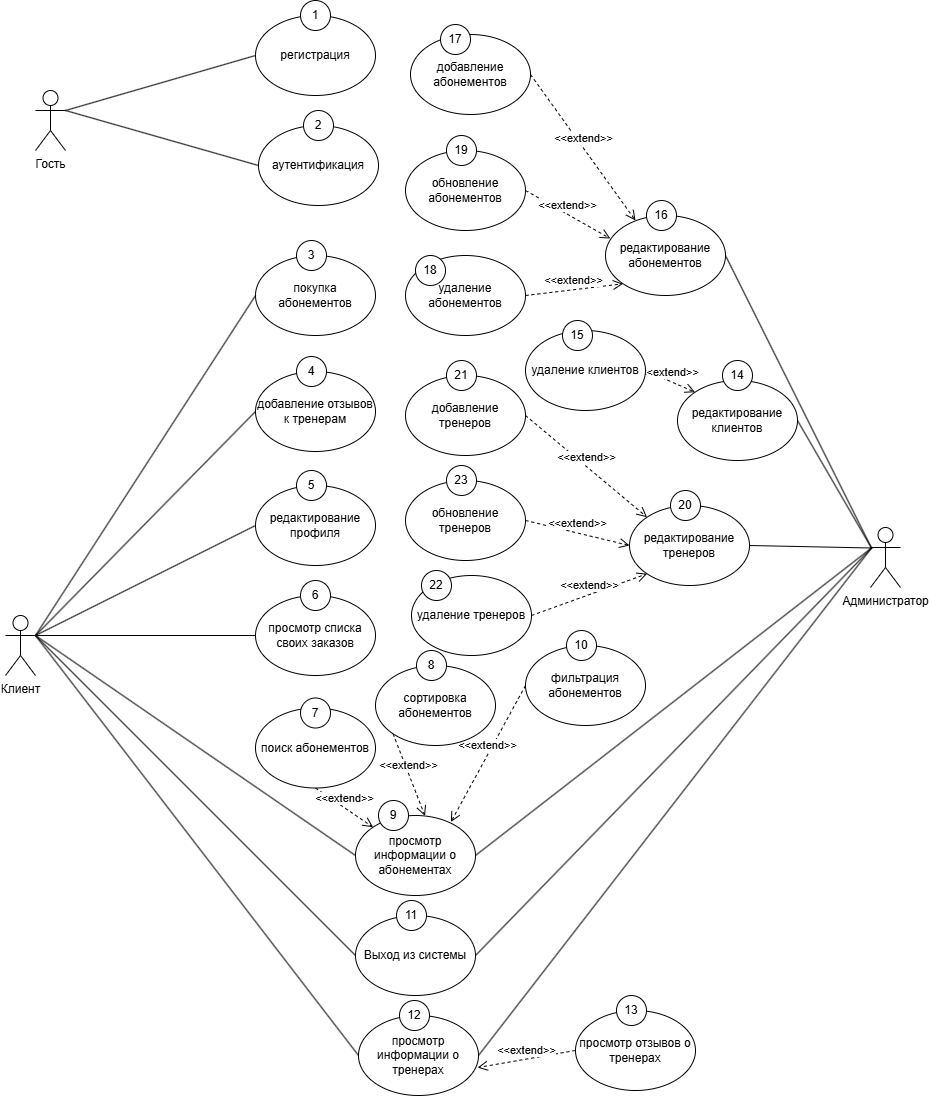 1
регистрация
17
добавление
абонементов
Гость
2
аутентификация
<<extend>>
19
обновление
абонементов
<<extend>>
16
редактирование
абонементов
3
покупка
абонементов
18
удаление
абонементов
<<extend>>
15
удаление клиентов
<<extend>>
14
редактирование
клиентов
4
добавление отзывов
к тренерам
21
добавление
тренеров
<<extend>>
5
редактирование
профиля
23
обновление
тренеров
<<extend>>
20
редактирование
тренеров
Администратор
6
просмотр списка
своих заказов
22
удаление тренеров
<<extend>>
Клиент
7
поиск абонементов
<<extend>>
8
сортировка
абонементов
<<extend>>
10
фильтрация
абонементов
<<extend>>
9
просмотр
информации о
абонементах
11
Выход из системы
12
просмотр
информации о
тренерах
<<extend>>
13
просмотр отзывов о
тренерах